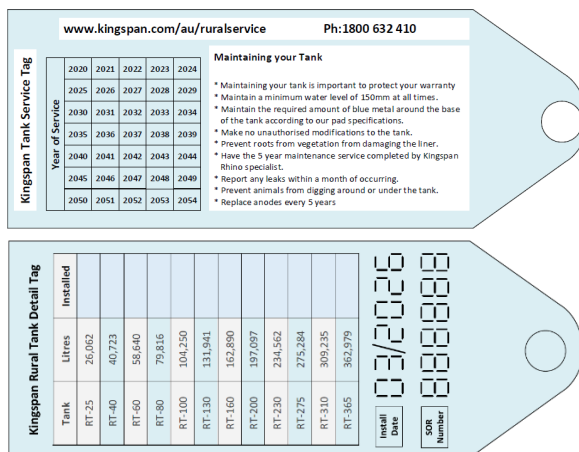 www.kingspan.com/au/ruralservice Ph:1800 632 410
Kingspan Tank Service Tag
Year of Service
2020 2021 2022 2023 2024
2025 2026 2027 2028 2029
2030 2031 2032 2033 2034
2035 2036 2037 2038 2039
2040 2041 2042 2043 2044
2045 2046 2047 2048 2049
2050 2051 2052 2053 2054
Maintaining your Tank
* Maintaining your tank is important to protect your warranty
* Maintain a minimum water level of 150mm at all times.
* Maintain the required amount of blue metal around the base
of the tank according to our pad specifications.
* Make no unauthorised modifications to the tank.
* Prevent roots from vegetation from damaging the liner.
* Have the 5 year maintenance service completed by Kingspan
Rhino specialist.
* Report any leaks within a month of occurring.
* Prevent animals from digging around or under the tank.
* Replace anodes every 5 years
Kingspan Rural Tank Detail Tag
Tank Litres Installed
RT-25 26,062
RT-40 40,723
RT-60 58,640
RT-80 79,816
RT-100 104,250
RT-130 131,941
RT-160 162,890
RT-200 197,097
RT-230 234,562
RT-275 275,284
RT-310 309,235
RT-365 362,979
Install
Date
03/2026
SOR
Number